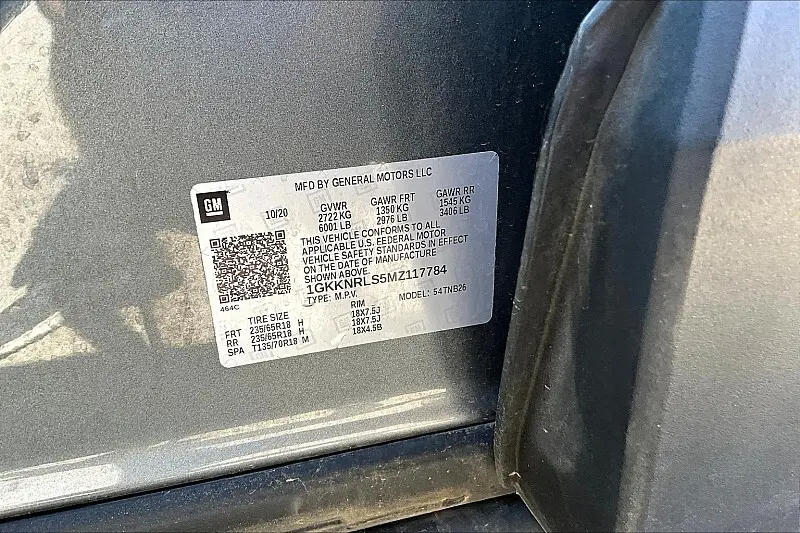 MFD BY GENERAL MOTORS LLC
GM
10/20
GVWR GAWR FRT GAWR RR
2722 KG 1350 KG 1545 KG
6001 LB 2976 LB 3406 LB
THIS VEHICLE CONFORMS TO ALL
APPLICABLE U.S. FEDERAL MOTOR
VEHICLE SAFETY STANDARDS IN EFFECT
ON THE DATE OF MANUFACTURE
SHOWN ABOVE.
1GKKNRLS5MZ117784
TYPE: M.P.V. MODEL: 54TNB26
464C
TIRE SIZE RIM
FRT 235/65R18 H 18X7.5J
RR 235/65R18 H 18X7.5J
SPA T135/70R18 M 18X4.5B